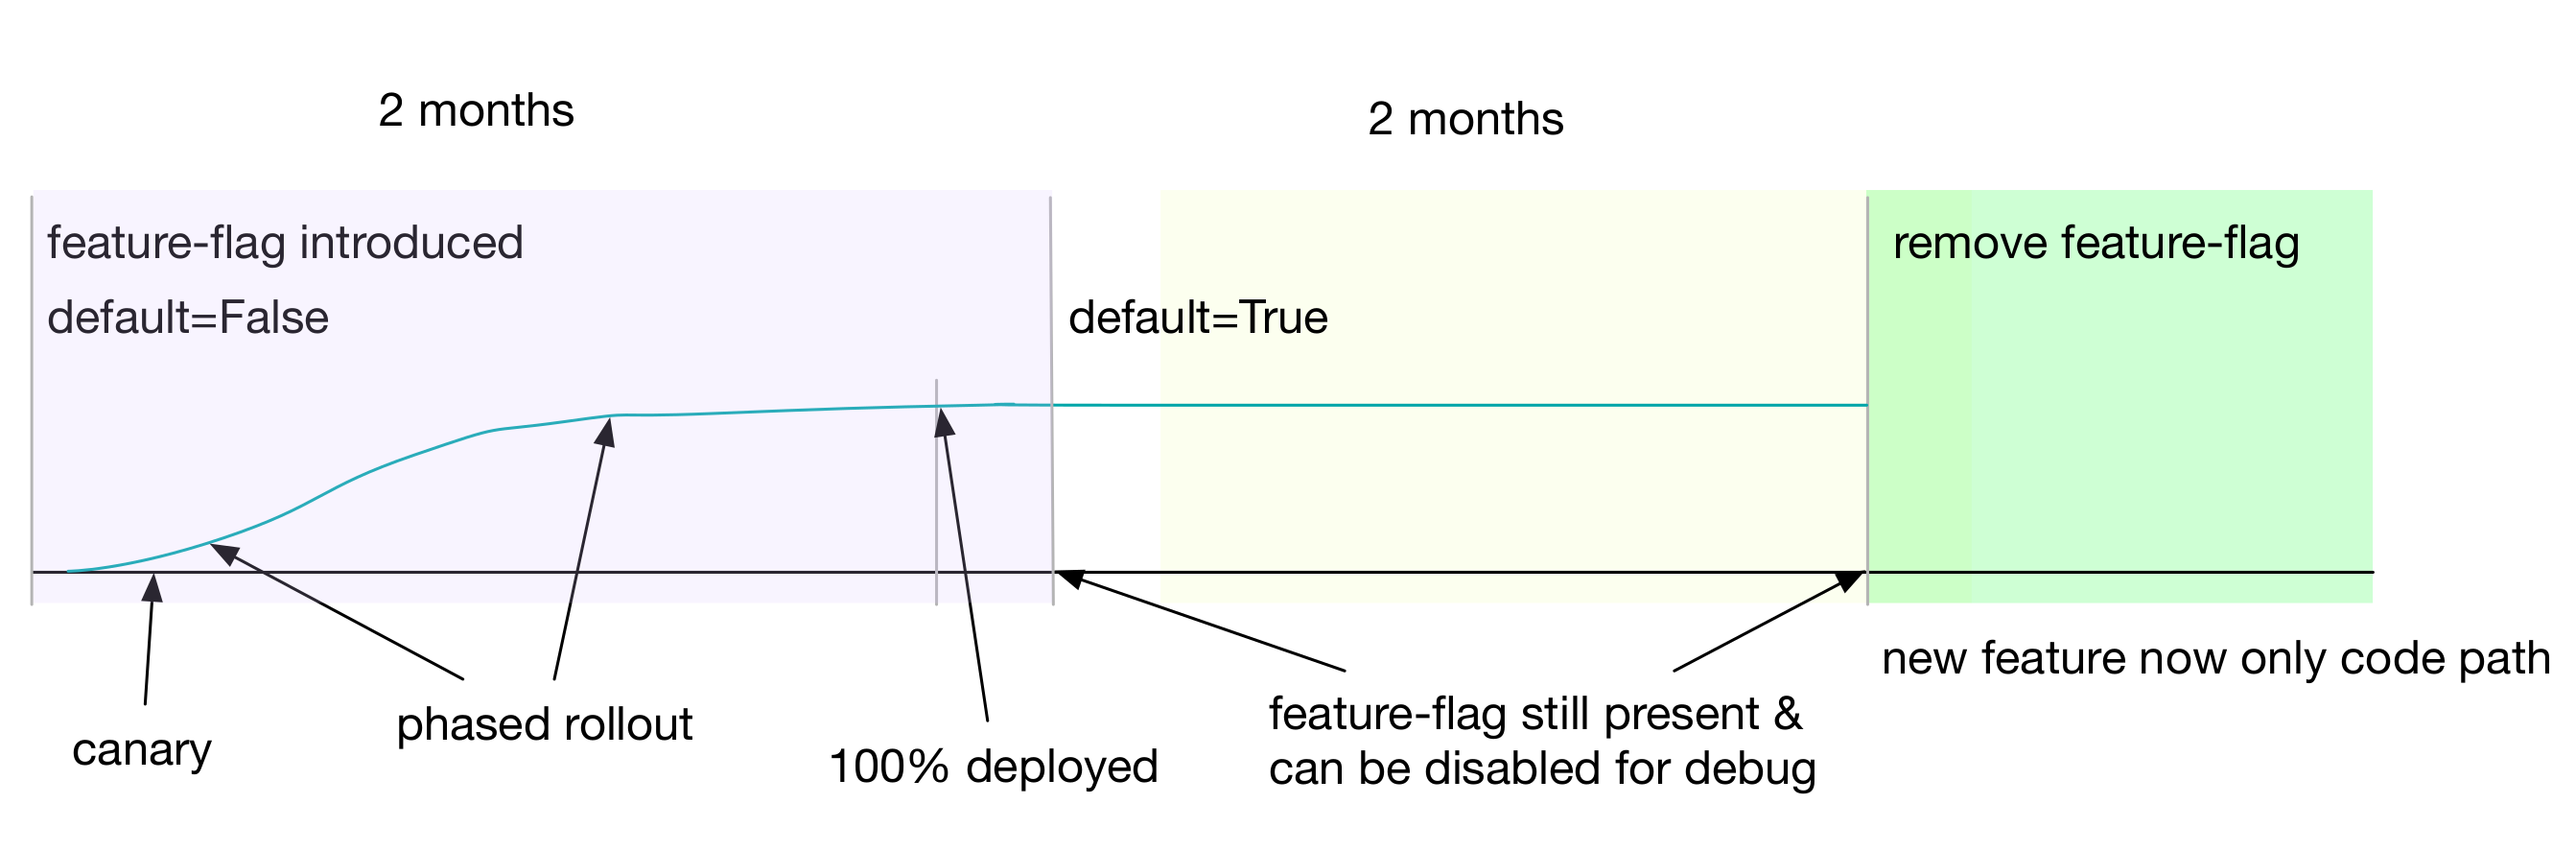 2 months
2 months
feature-flag introduced
default=False
default=True
remove feature-flag
canary
phased rollout
100% deployed
feature-flag still present &
can be disabled for debug
new feature now only code path